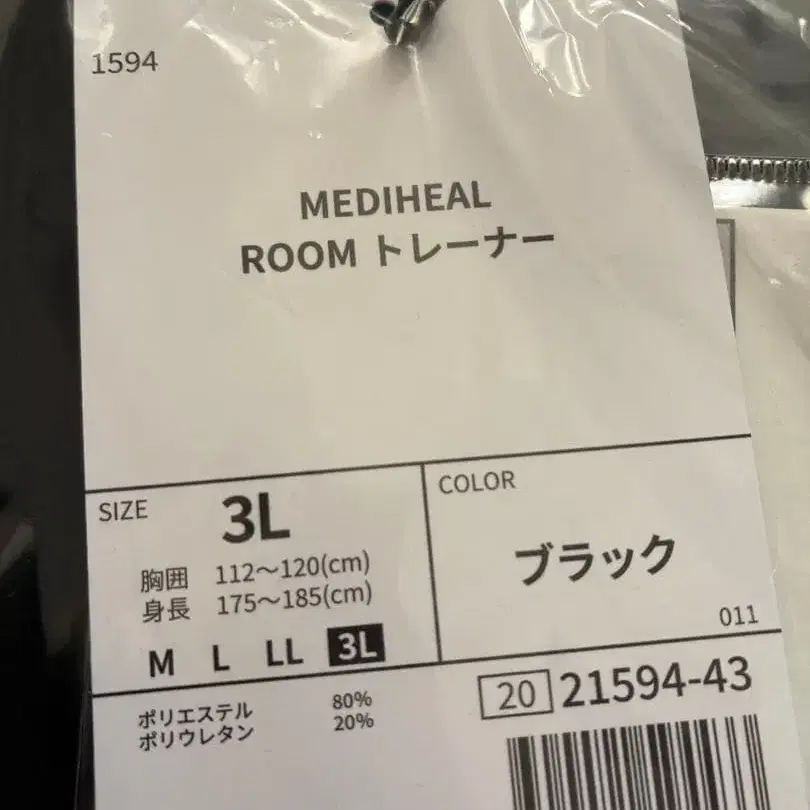 1594
MEDIHEAL
ROOM トレーナー
SIZE 3L
胸囲 112〜120(cm)
身長 175〜185(cm)
M L LL 3L
COLOR
ブラック
011
ポリエステル 80%
ポリウレタン 20%
20 21594-43